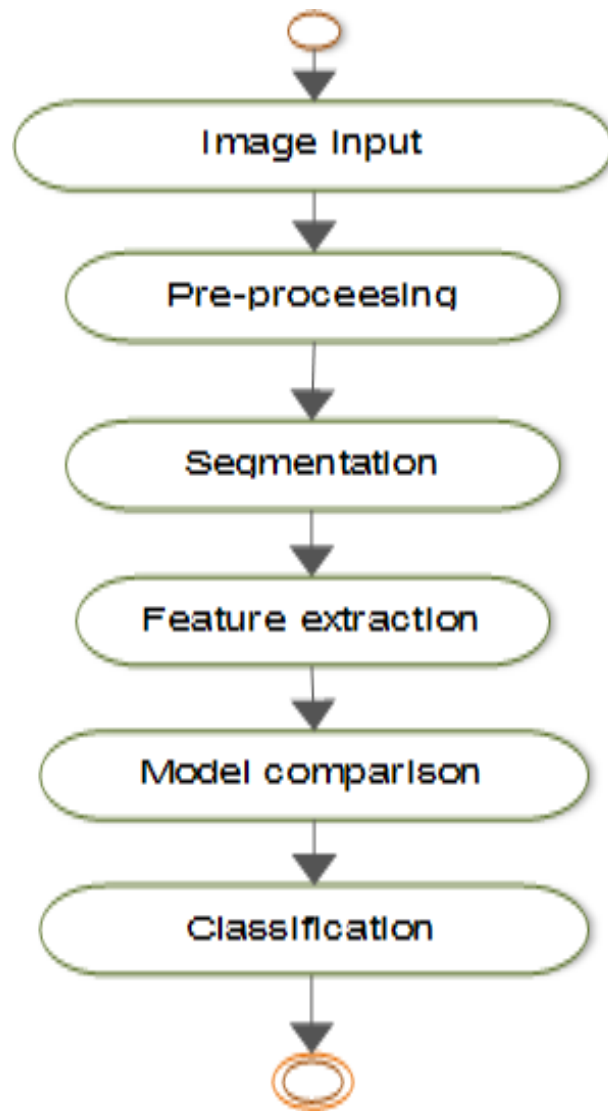 Image Input
Pre-proceesing
Segmentation
Feature extraction
Model comparison
Classification